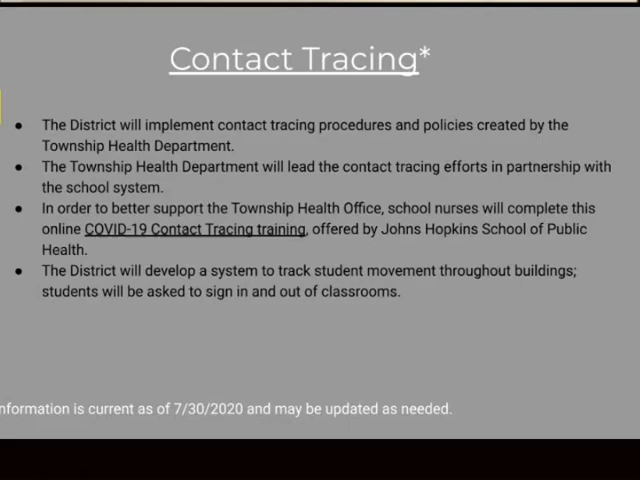 Contact Tracing*
● The District will implement contact tracing procedures and policies created by the
Township Health Department.
● The Township Health Department will lead the contact tracing efforts in partnership with
the school system.
● In order to better support the Township Health Office, school nurses will complete this
online COVID-19 Contact Tracing training, offered by Johns Hopkins School of Public
Health.
● The District will develop a system to track student movement throughout buildings;
students will be asked to sign in and out of classrooms.
nformation is current as of 7/30/2020 and may be updated as needed.